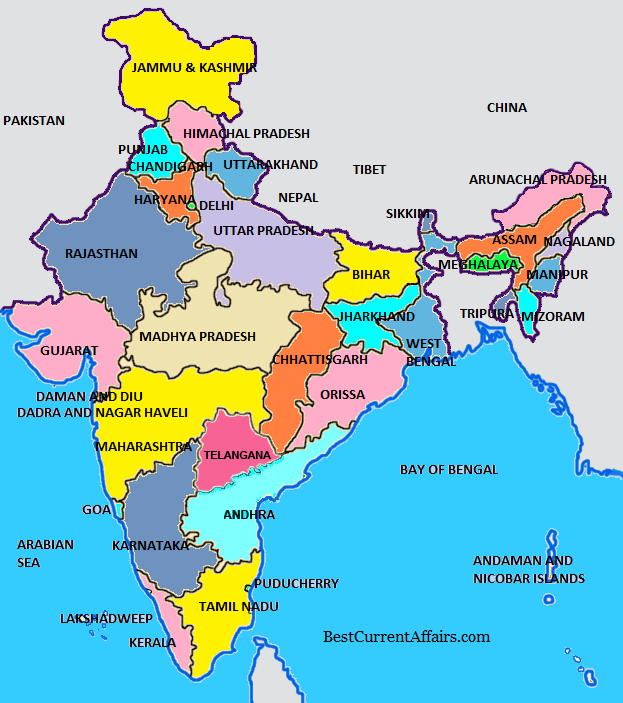 JAMMU & KASHMIR
CHINA
PAKISTAN
HIMACHAL PRADESH
PUNJAB
CHANDIGARH
UTTARAKHAND
TIBET
ARUNACHAL PRADESH
HARYANA
DELHI
NEPAL
SIKKIM
UTTAR PRADESH
ASSAM
NAGALAND
RAJASTHAN
MEGHALAYA
BIHAR
MANIPUR
JHARKHAND
TRIPURA
MIZORAM
MADHYA PRADESH
WEST
BENGAL
GUJARAT
CHHATTISGARH
ORISSA
DAMAN AND DIU
DADRA AND NAGAR HAVELI
MAHARASHTRA
TELANGANA
BAY OF BENGAL
GOA
ANDHRA
ARABIAN
SEA
KARNATAKA
ANDAMAN AND
NICOBAR ISLANDS
PUDUCHERRY
TAMIL NADU
LAKSHADWEEP
KERALA
BestCurrentAffairs.com